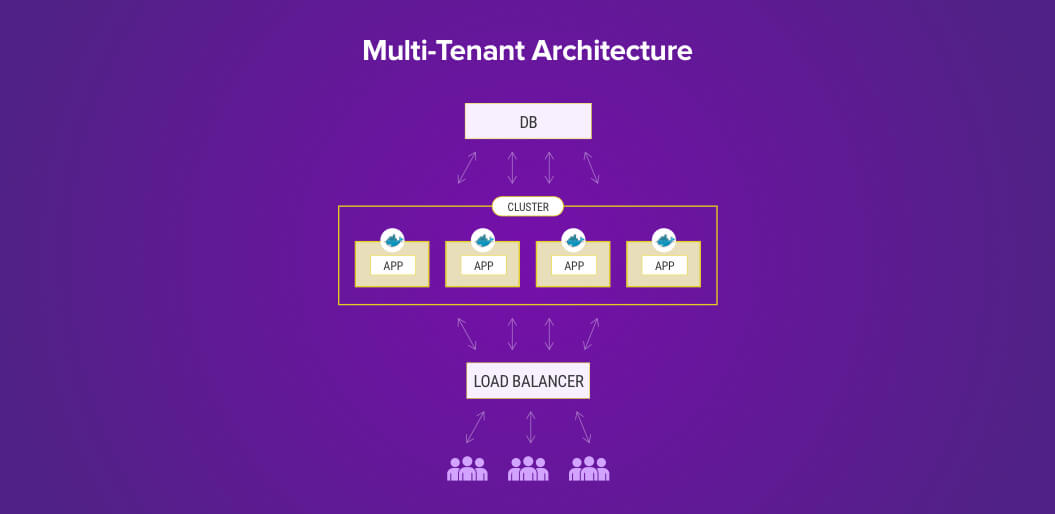 Multi-Tenant Architecture
DB
CLUSTER
APP
APP
APP
APP
LOAD BALANCER